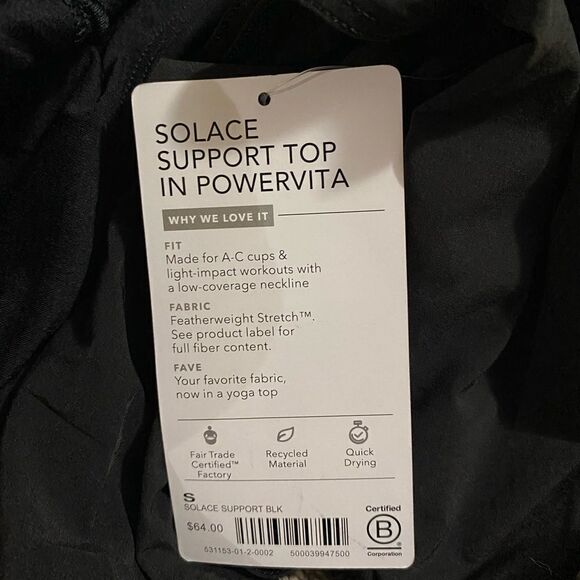 SOLACE
SUPPORT TOP
IN POWERVITA
WHY WE LOVE IT
FIT
Made for A-C cups &
light-impact workouts with
a low-coverage neckline
FABRIC
Featherweight Stretch™.
See product label for
full fiber content.
FAVE
Your favorite fabric,
now in a yoga top
Fair Trade
Certified™
Factory
Recycled
Material
Quick
Drying
S
SOLACE SUPPORT BLK
$64.00
531153-01-2-0002 500039947500
Certified
B®
Corporation